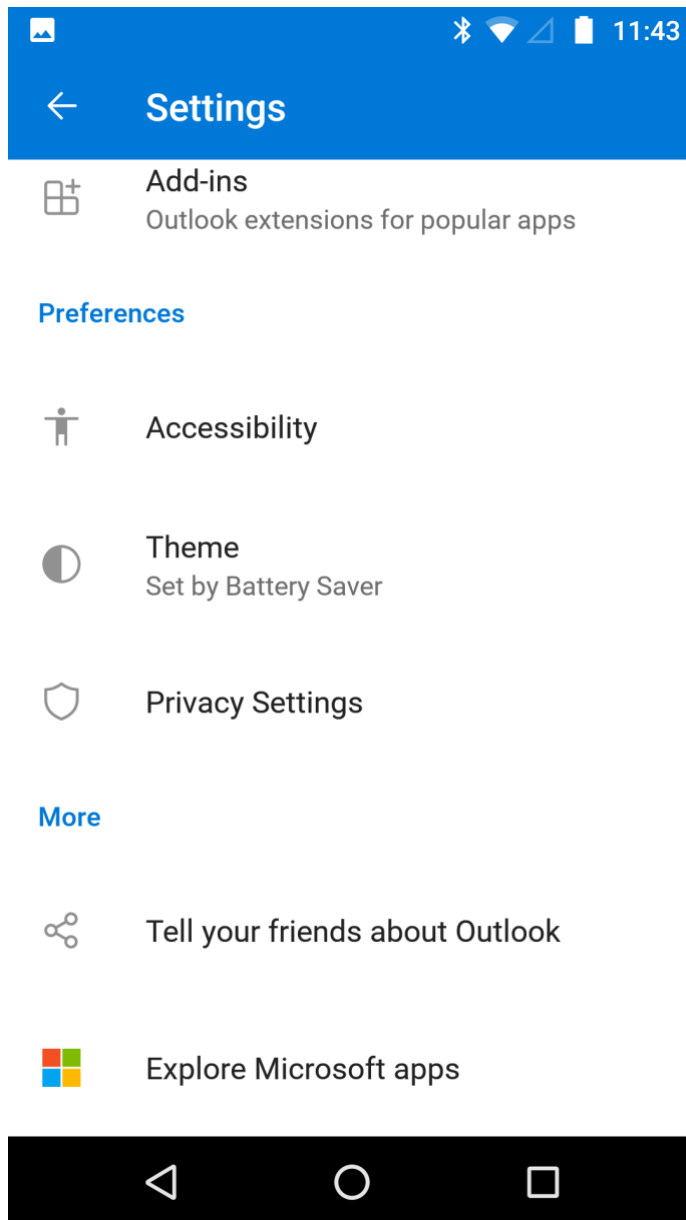 11:43
Settings
Add-ins
Outlook extensions for popular apps
Preferences
Accessibility
Theme
Set by Battery Saver
Privacy Settings
More
Tell your friends about Outlook
Explore Microsoft apps